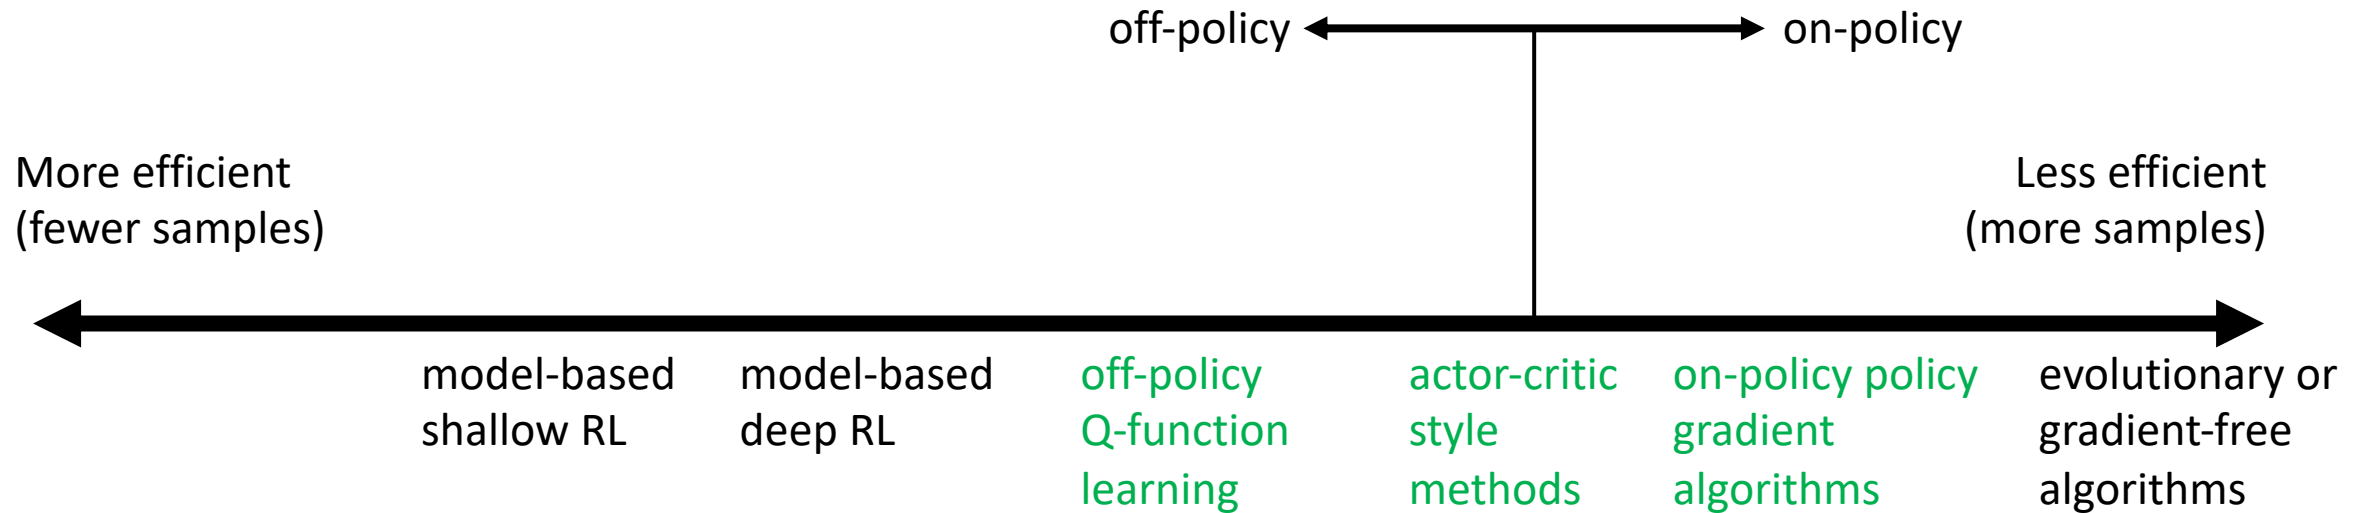 off-policy
on-policy
More efficient
(fewer samples)
Less efficient
(more samples)
model-based
shallow RL
model-based
deep RL
off-policy
Q-function
learning
actor-critic
style
methods
on-policy policy
gradient
algorithms
evolutionary or
gradient-free
algorithms